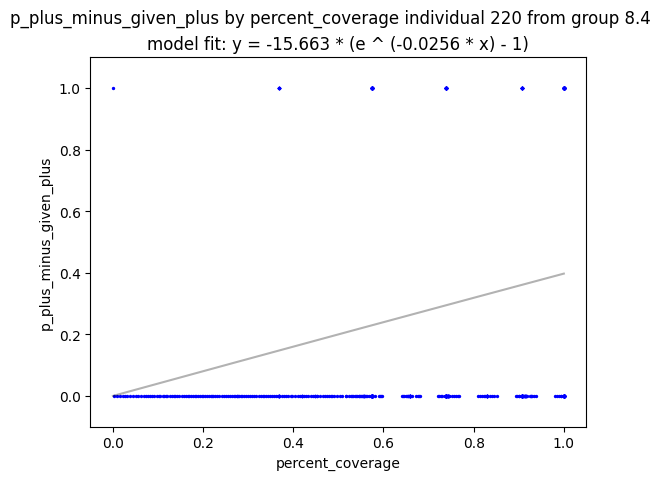 p_plus_minus_given_plus by percent_coverage individual 220 from group 8.4
model fit: y = -15.663 * (e ^ (-0.0256 * x) - 1)
1.0
0.8
0.6
0.4
0.2
0.0
p_plus_minus_given_plus
0.0 0.2 0.4 0.6 0.8 1.0
percent_coverage